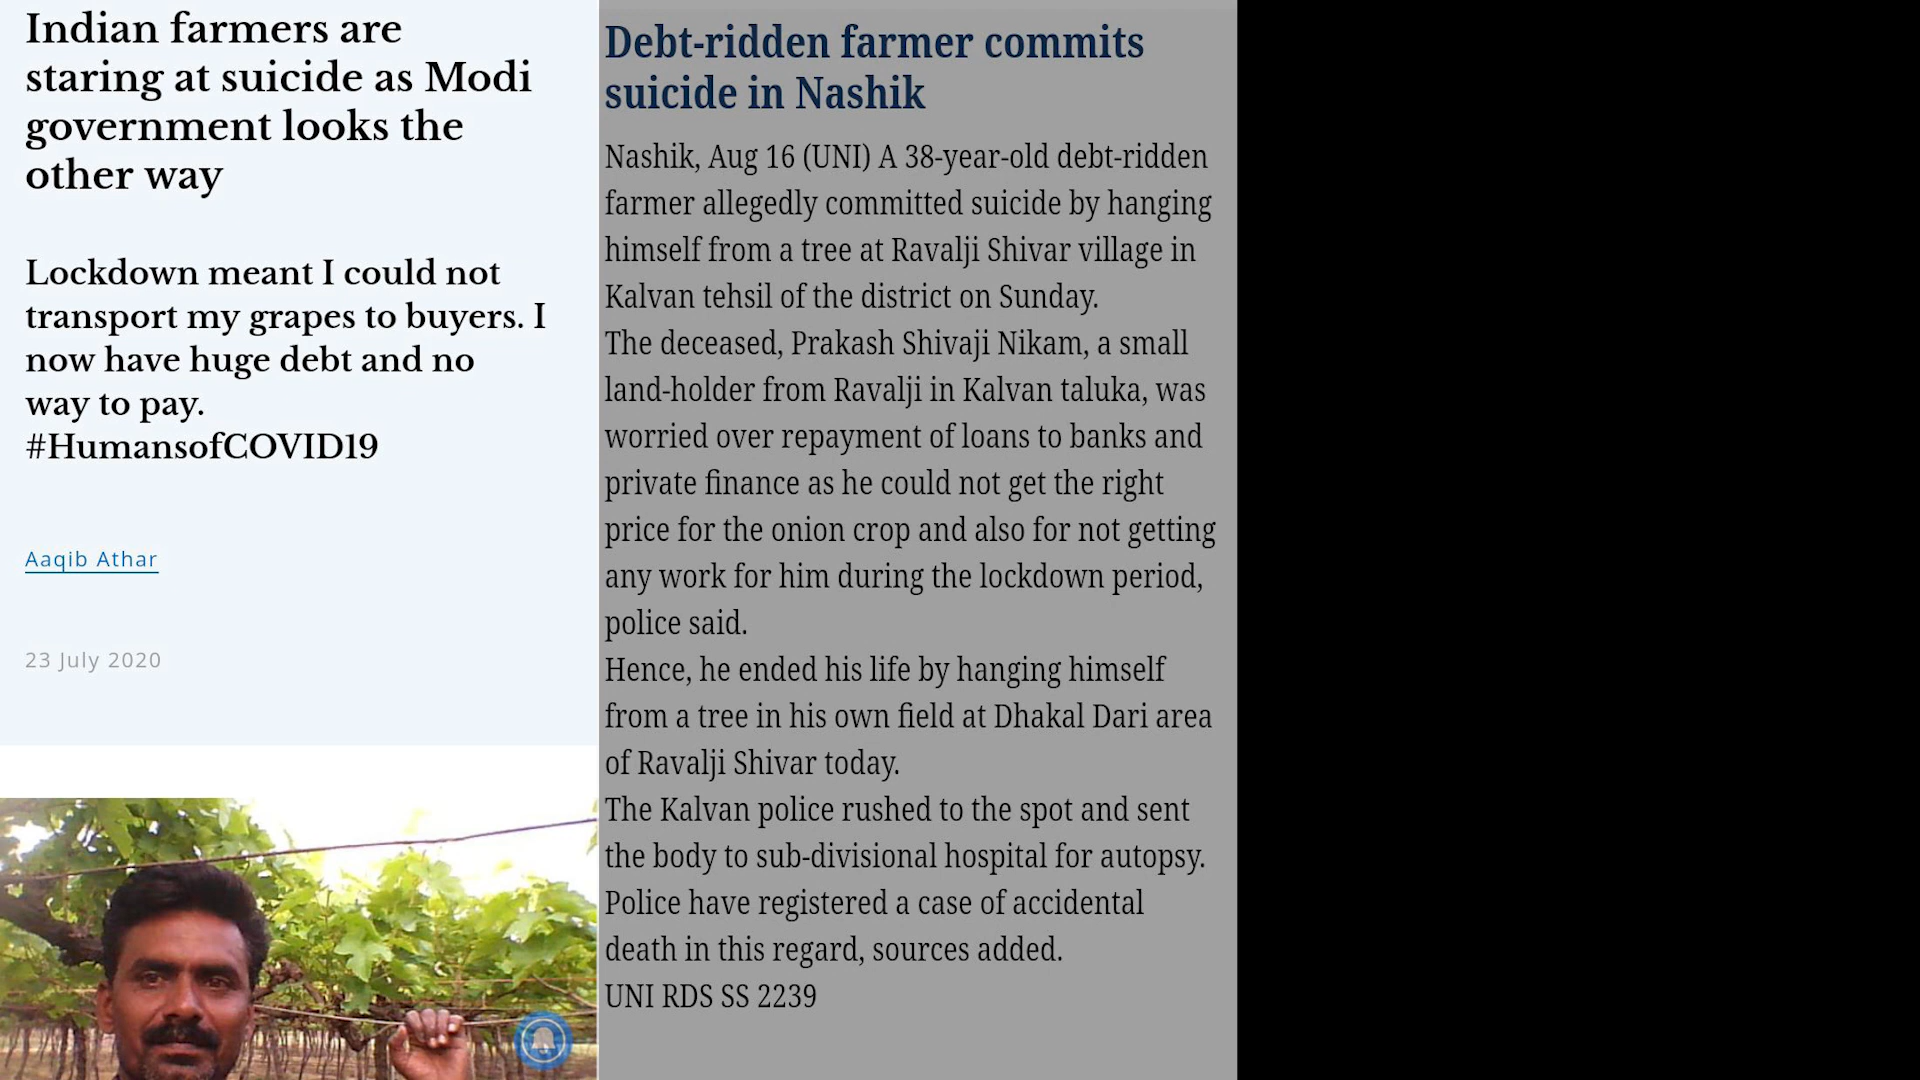 Indian farmers are
staring at suicide as Modi
government looks the
other way
Lockdown meant I could not
transport my grapes to buyers. I
now have huge debt and no
way to pay.
#HumansofCOVID19
Aaqib Athar
23 July 2020
Debt-ridden farmer commits
suicide in Nashik
Nashik, Aug 16 (UNI) A 38-year-old debt-ridden
farmer allegedly committed suicide by hanging
himself from a tree at Ravalji Shivar village in
Kalvan tehsil of the district on Sunday.
The deceased, Prakash Shivaji Nikam, a small
land-holder from Ravalji in Kalvan taluka, was
worried over repayment of loans to banks and
private finance as he could not get the right
price for the onion crop and also for not getting
any work for him during the lockdown period,
police said.
Hence, he ended his life by hanging himself
from a tree in his own field at Dhakal Dari area
of Ravalji Shivar today.
The Kalvan police rushed to the spot and sent
the body to sub-divisional hospital for autopsy.
Police have registered a case of accidental
death in this regard, sources added.
UNI RDS SS 2239